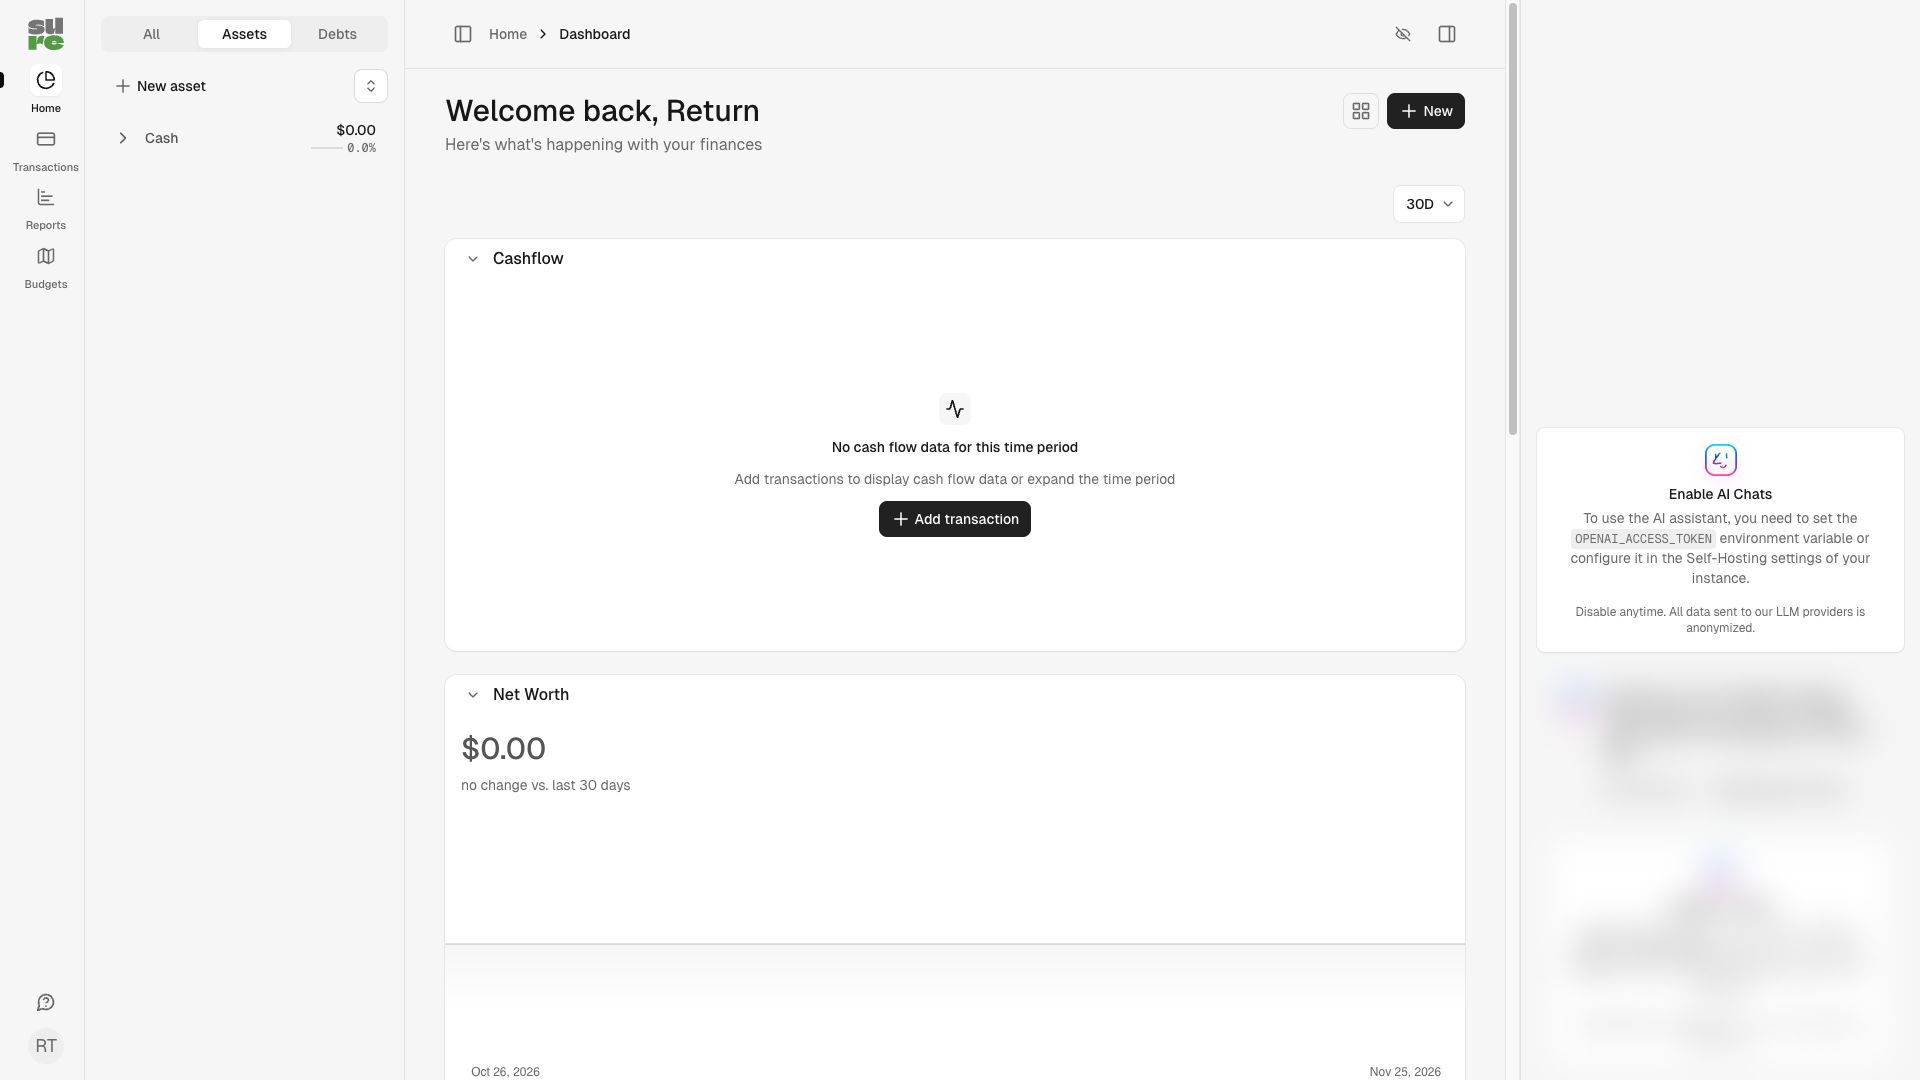 sure
Home
Transactions
Reports
Budgets
RT
All
Assets
Debts
New asset
Cash
$0.00
0.0%
Home
Dashboard
Welcome back, Return
Here's what's happening with your finances
New
30D
Cashflow
No cash flow data for this time period
Add transactions to display cash flow data or expand the time period
Add transaction
Net Worth
$0.00
no change vs. last 30 days
Oct 26, 2026
Nov 25, 2026
Enable AI Chats
To use the AI assistant, you need to set the
OPENAI_ACCESS_TOKEN environment variable or
configure it in the Self-Hosting settings of your
instance.
Disable anytime. All data sent to our LLM providers is
anonymized.